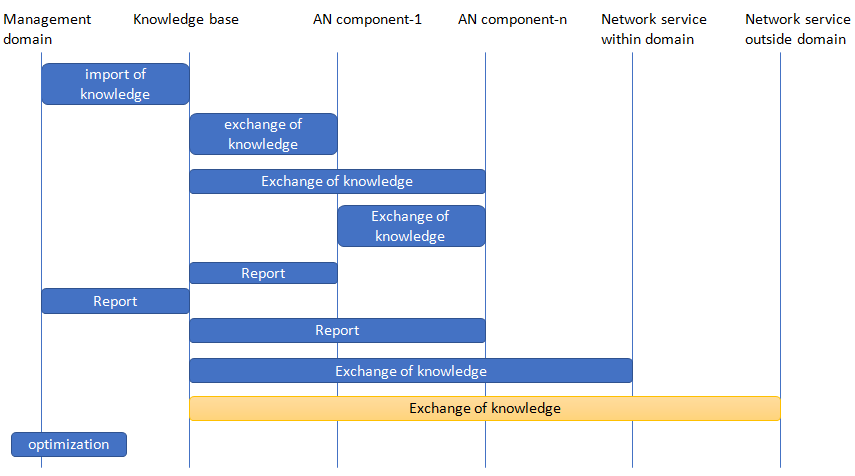 Management
domain
Knowledge base
AN component-1
AN component-n
Network service
within domain
Network service
outside domain
import of
knowledge
exchange of
knowledge
Exchange of knowledge
Exchange of
knowledge
Report
Report
Report
Exchange of knowledge
Exchange of knowledge
optimization